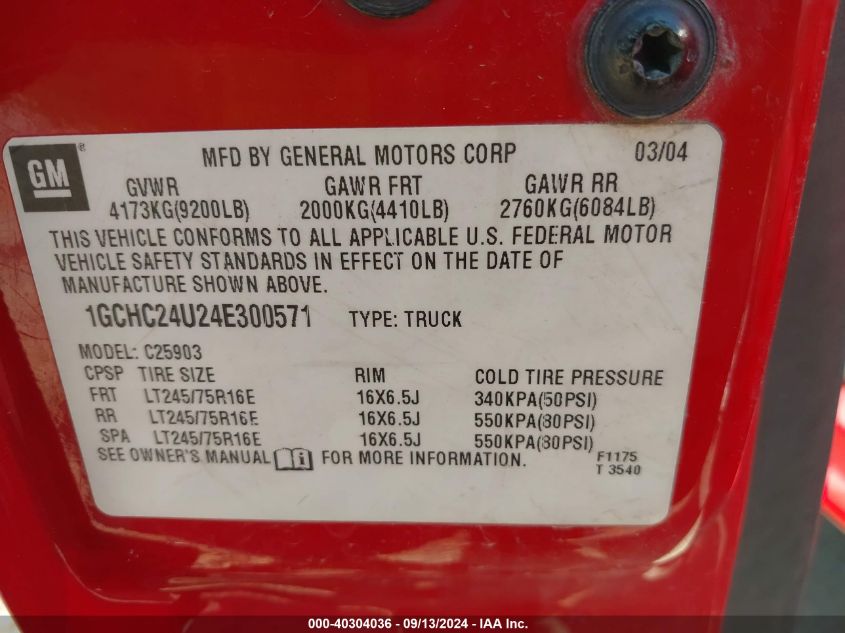 GM ®
MFD BY GENERAL MOTORS CORP 03/04
GVWR GAWR FRT GAWR RR
4173KG(9200LB) 2000KG(4410LB) 2760KG(6084LB)
THIS VEHICLE CONFORMS TO ALL APPLICABLE U.S. FEDERAL MOTOR
VEHICLE SAFETY STANDARDS IN EFFECT ON THE DATE OF
MANUFACTURE SHOWN ABOVE.
1GCHC24U24E300571 TYPE: TRUCK
MODEL: C25903
CPSP TIRE SIZE RIM COLD TIRE PRESSURE
FRT LT245/75R16E 16X6.5J 340KPA(50PSI)
RR LT245/75R16E 16X6.5J 550KPA(80PSI)
SPA LT245/75R16E 16X6.5J 550KPA(80PSI)
SEE OWNER'S MANUAL i FOR MORE INFORMATION.
F1175
T 3540
000-40304036 - 09/13/2024 - IAA Inc.